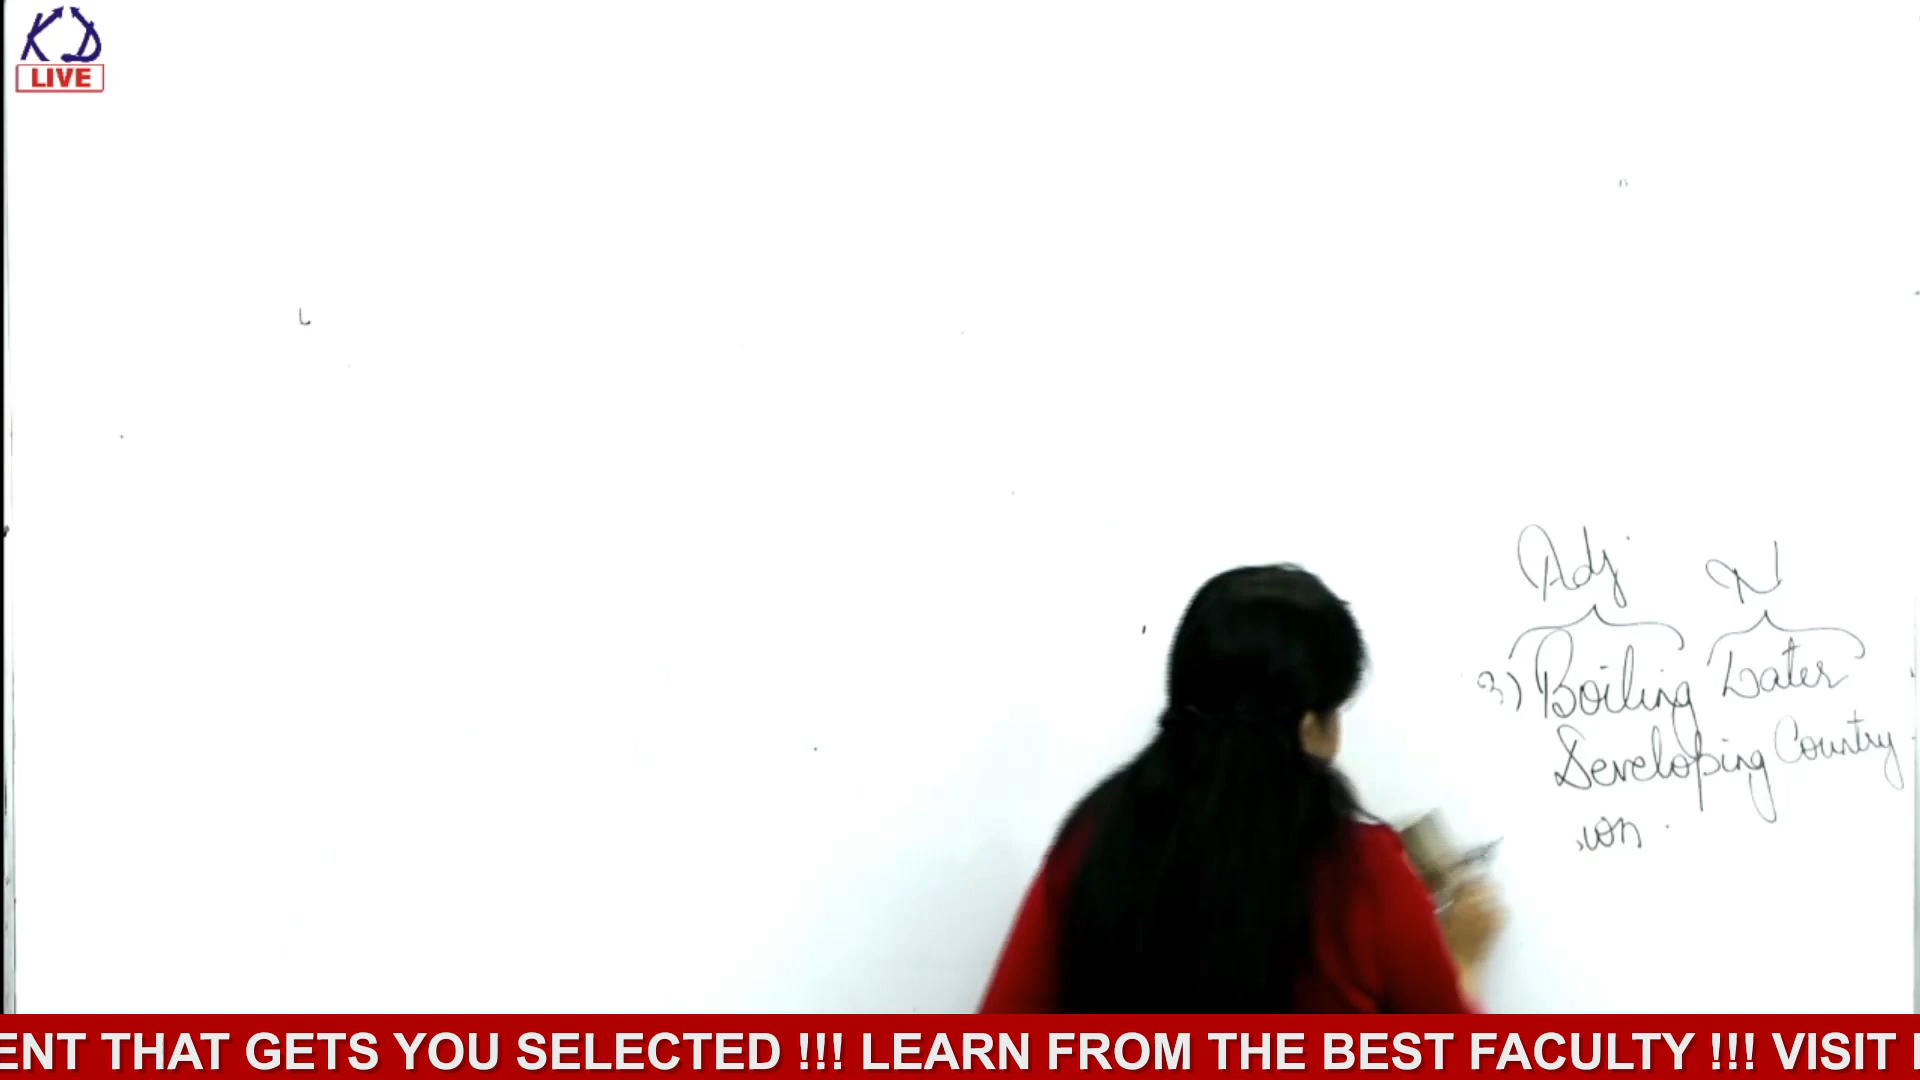 KD
LIVE
Adj N
3) Boiling Water
Developing Country
ENT THAT GETS YOU SELECTED !!! LEARN FROM THE BEST FACULTY !!! VISIT